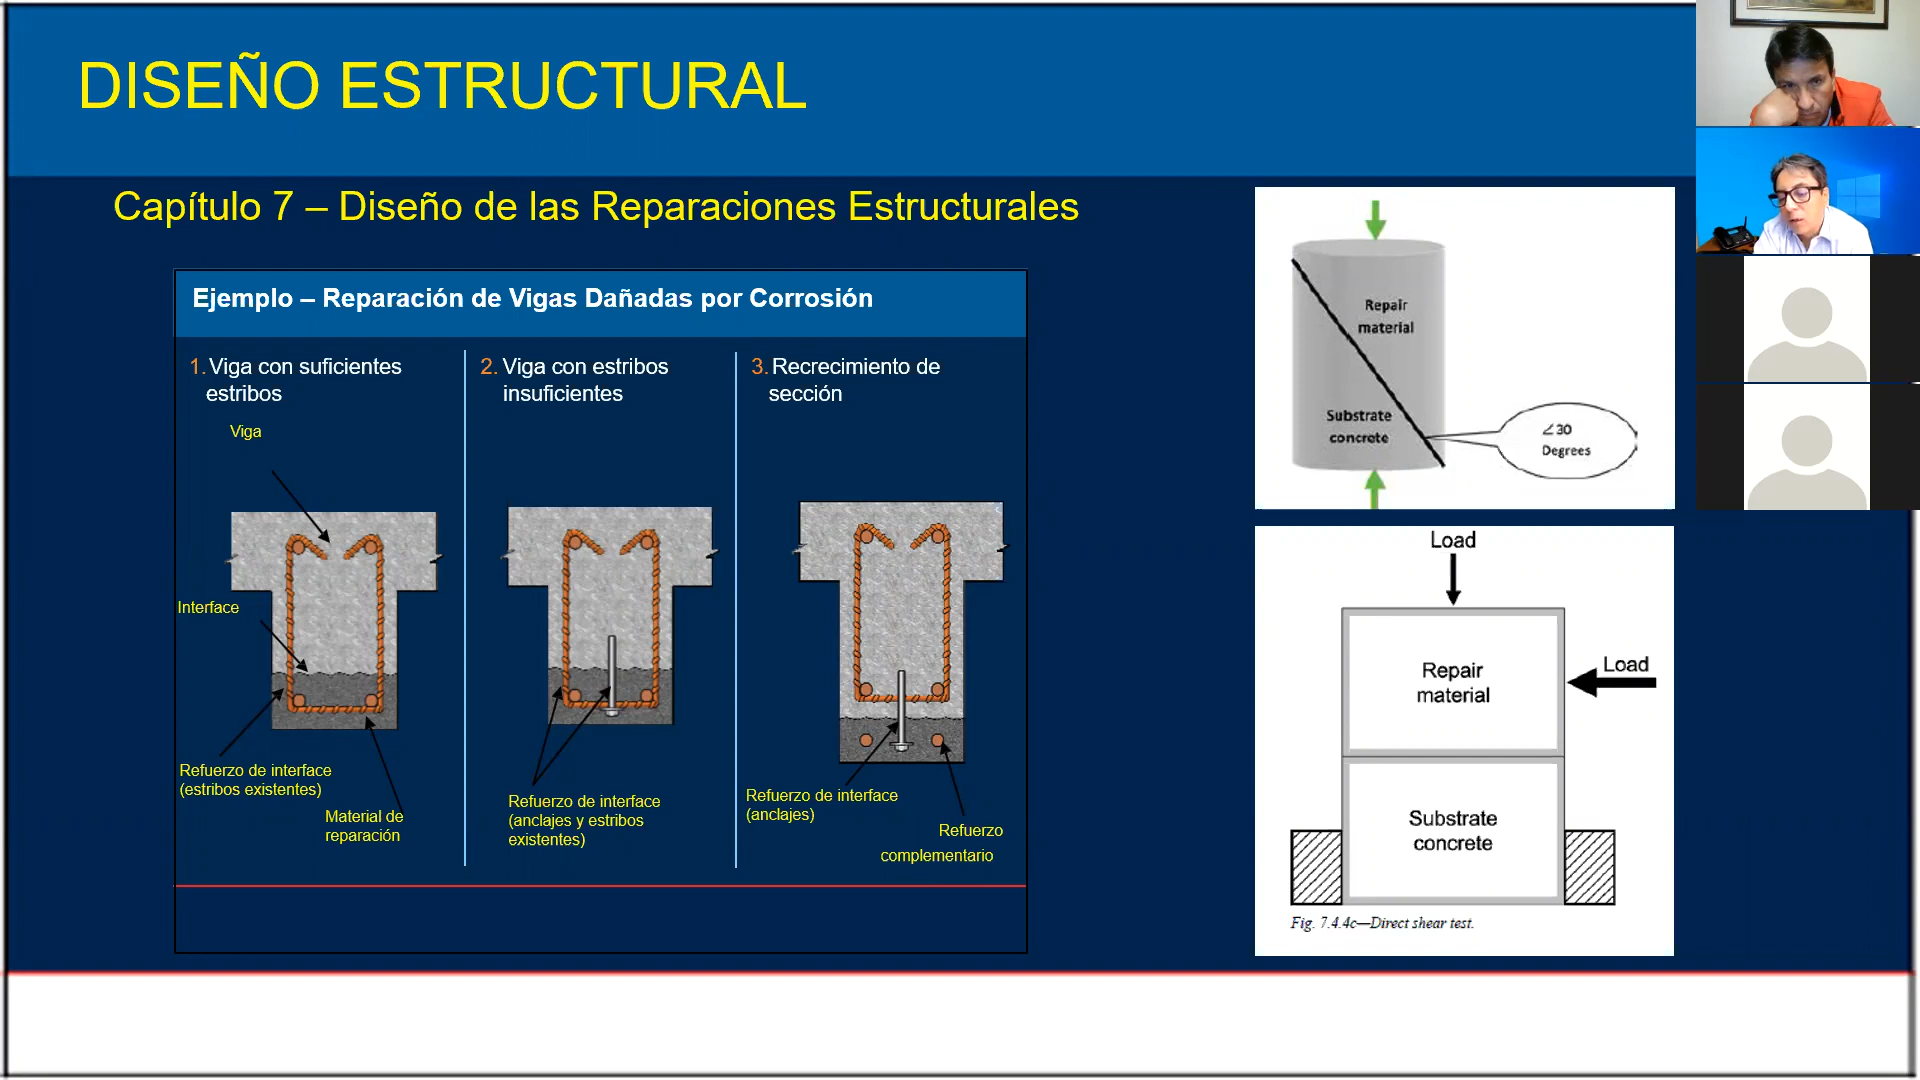 DISEÑO ESTRUCTURAL
Capítulo 7 – Diseño de las Reparaciones Estructurales
Ejemplo – Reparación de Vigas Dañadas por Corrosión
1. Viga con suficientes
estribos
Viga
Interface
Refuerzo de interface
(estribos existentes)
Material de
reparación
2. Viga con estribos
insuficientes
Refuerzo de interface
(anclajes y estribos
existentes)
3. Recrecimiento de
sección
Refuerzo de interface
(anclajes)
Refuerzo
complementario
Repair
material
Substrate
concrete
∠30
Degrees
Load
Load
Repair
material
Substrate
concrete
Fig. 7.4.4c—Direct shear test.